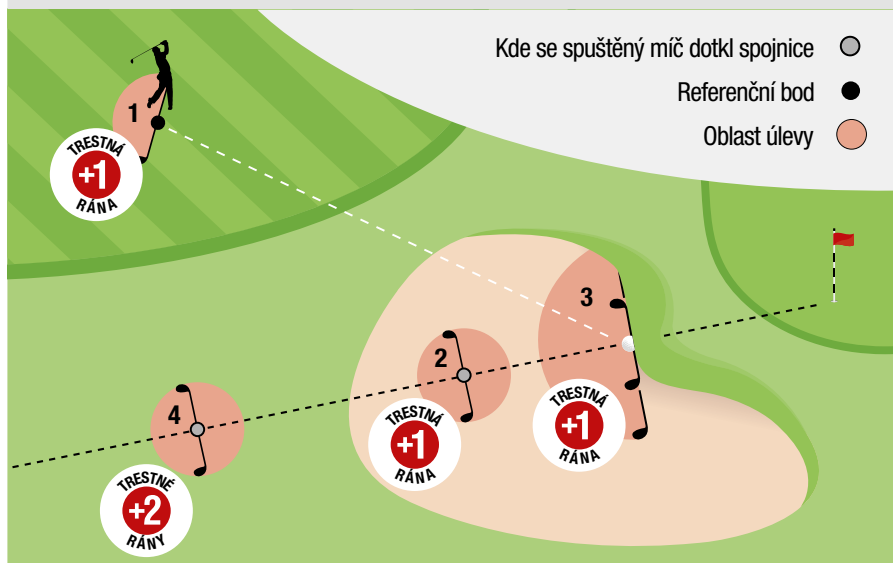 Kde se spuštěný míč dotkl spojnice
Referenční bod
Oblast úlevy
1
TRESTNÁ
+1
RÁNA
2
TRESTNÁ
+1
RÁNA
3
TRESTNÁ
+1
RÁNA
4
TRESTNÉ
+2
RÁNY